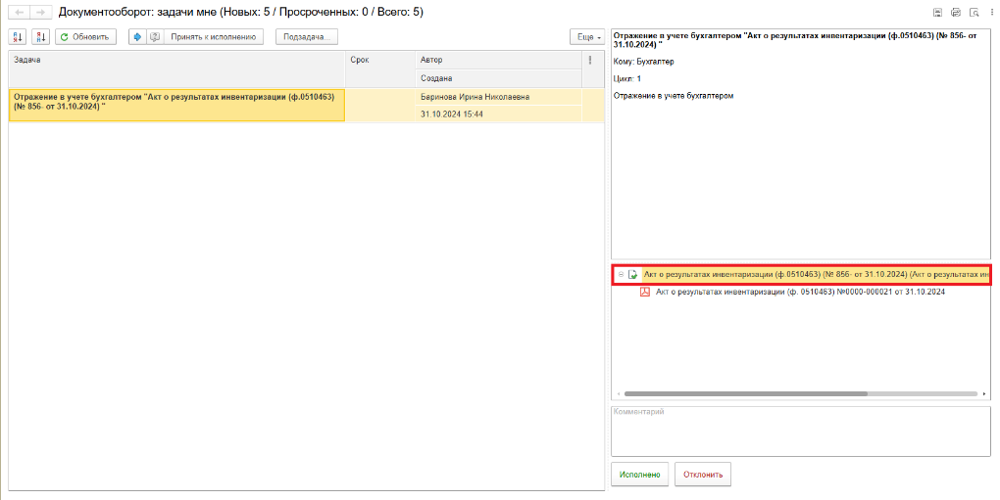 Документооборот: задачи мне (Новых: 5 / Просроченных: 0 / Всего: 5)
Обновить
Принять к исполнению
Подзадача...
Еще
Задача
Срок
Автор
Создана
Отражение в учете бухгалтером "Акт о результатах инвентаризации (ф.0510463)
(№ 856- от 31.10.2024) "
Баринова Ирина Николаевна
31.10.2024 15:44
Отражение в учете бухгалтером "Акт о результатах инвентаризации (ф.0510463) (№ 856- от
31.10.2024) "
Кому: Бухгалтер
Цикл: 1
Отражение в учете бухгалтером
Акт о результатах инвентаризации (ф.0510463) (№ 856- от 31.10.2024) (Акт о результатах ин
Акт о результатах инвентаризации (ф. 0510463) №0000-000021 от 31.10.2024
Комментарий
Исполнено
Отклонить